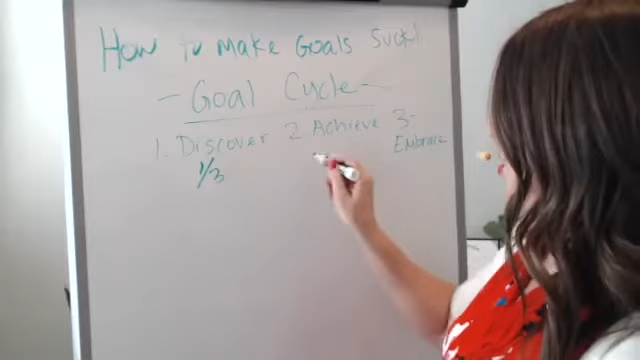 How to make Goals Suck!
- Goal Cycle -
1. Discover 2 Achieve 3-
Embrace
1/3